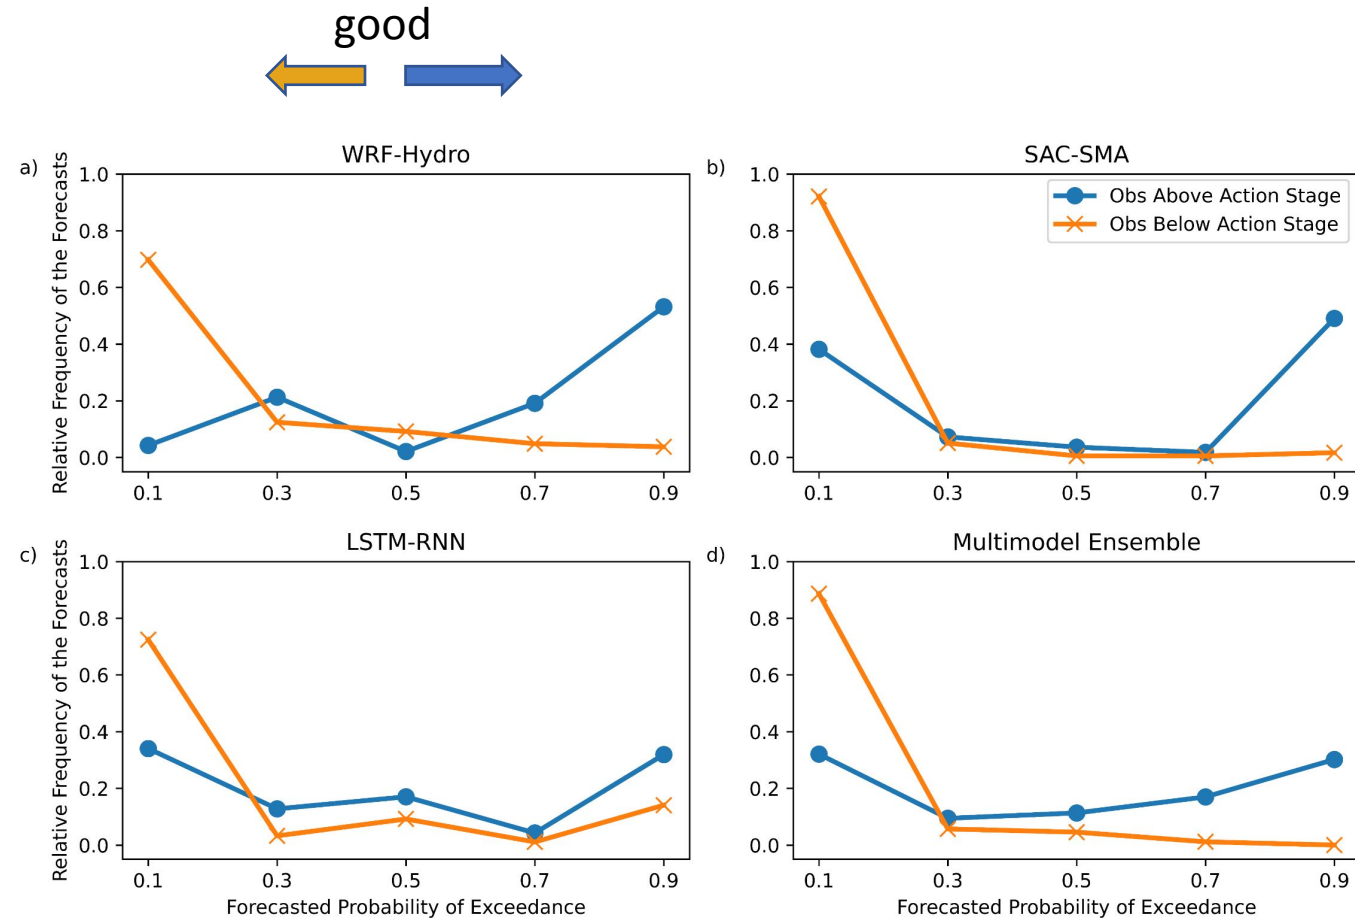 good
a)
WRF-Hydro
Relative Frequency of the Forecasts
1.0
0.8
0.6
0.4
0.2
0.0
0.1 0.3 0.5 0.7 0.9
b)
SAC-SMA
1.0
0.8
0.6
0.4
0.2
0.0
Obs Above Action Stage
Obs Below Action Stage
0.1 0.3 0.5 0.7 0.9
c)
LSTM-RNN
Relative Frequency of the Forecasts
1.0
0.8
0.6
0.4
0.2
0.0
0.1 0.3 0.5 0.7 0.9
Forecasted Probability of Exceedance
d)
Multimodel Ensemble
1.0
0.8
0.6
0.4
0.2
0.0
0.1 0.3 0.5 0.7 0.9
Forecasted Probability of Exceedance